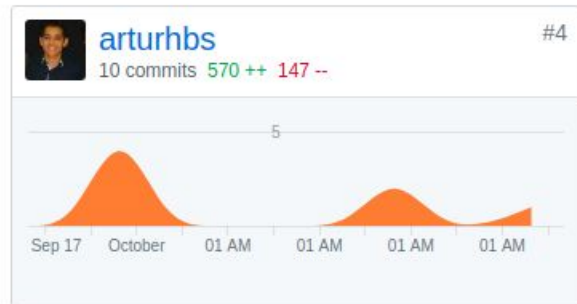 arturhbs #4
10 commits 570 ++ 147 --
5
Sep 17 October 01 AM 01 AM 01 AM 01 AM